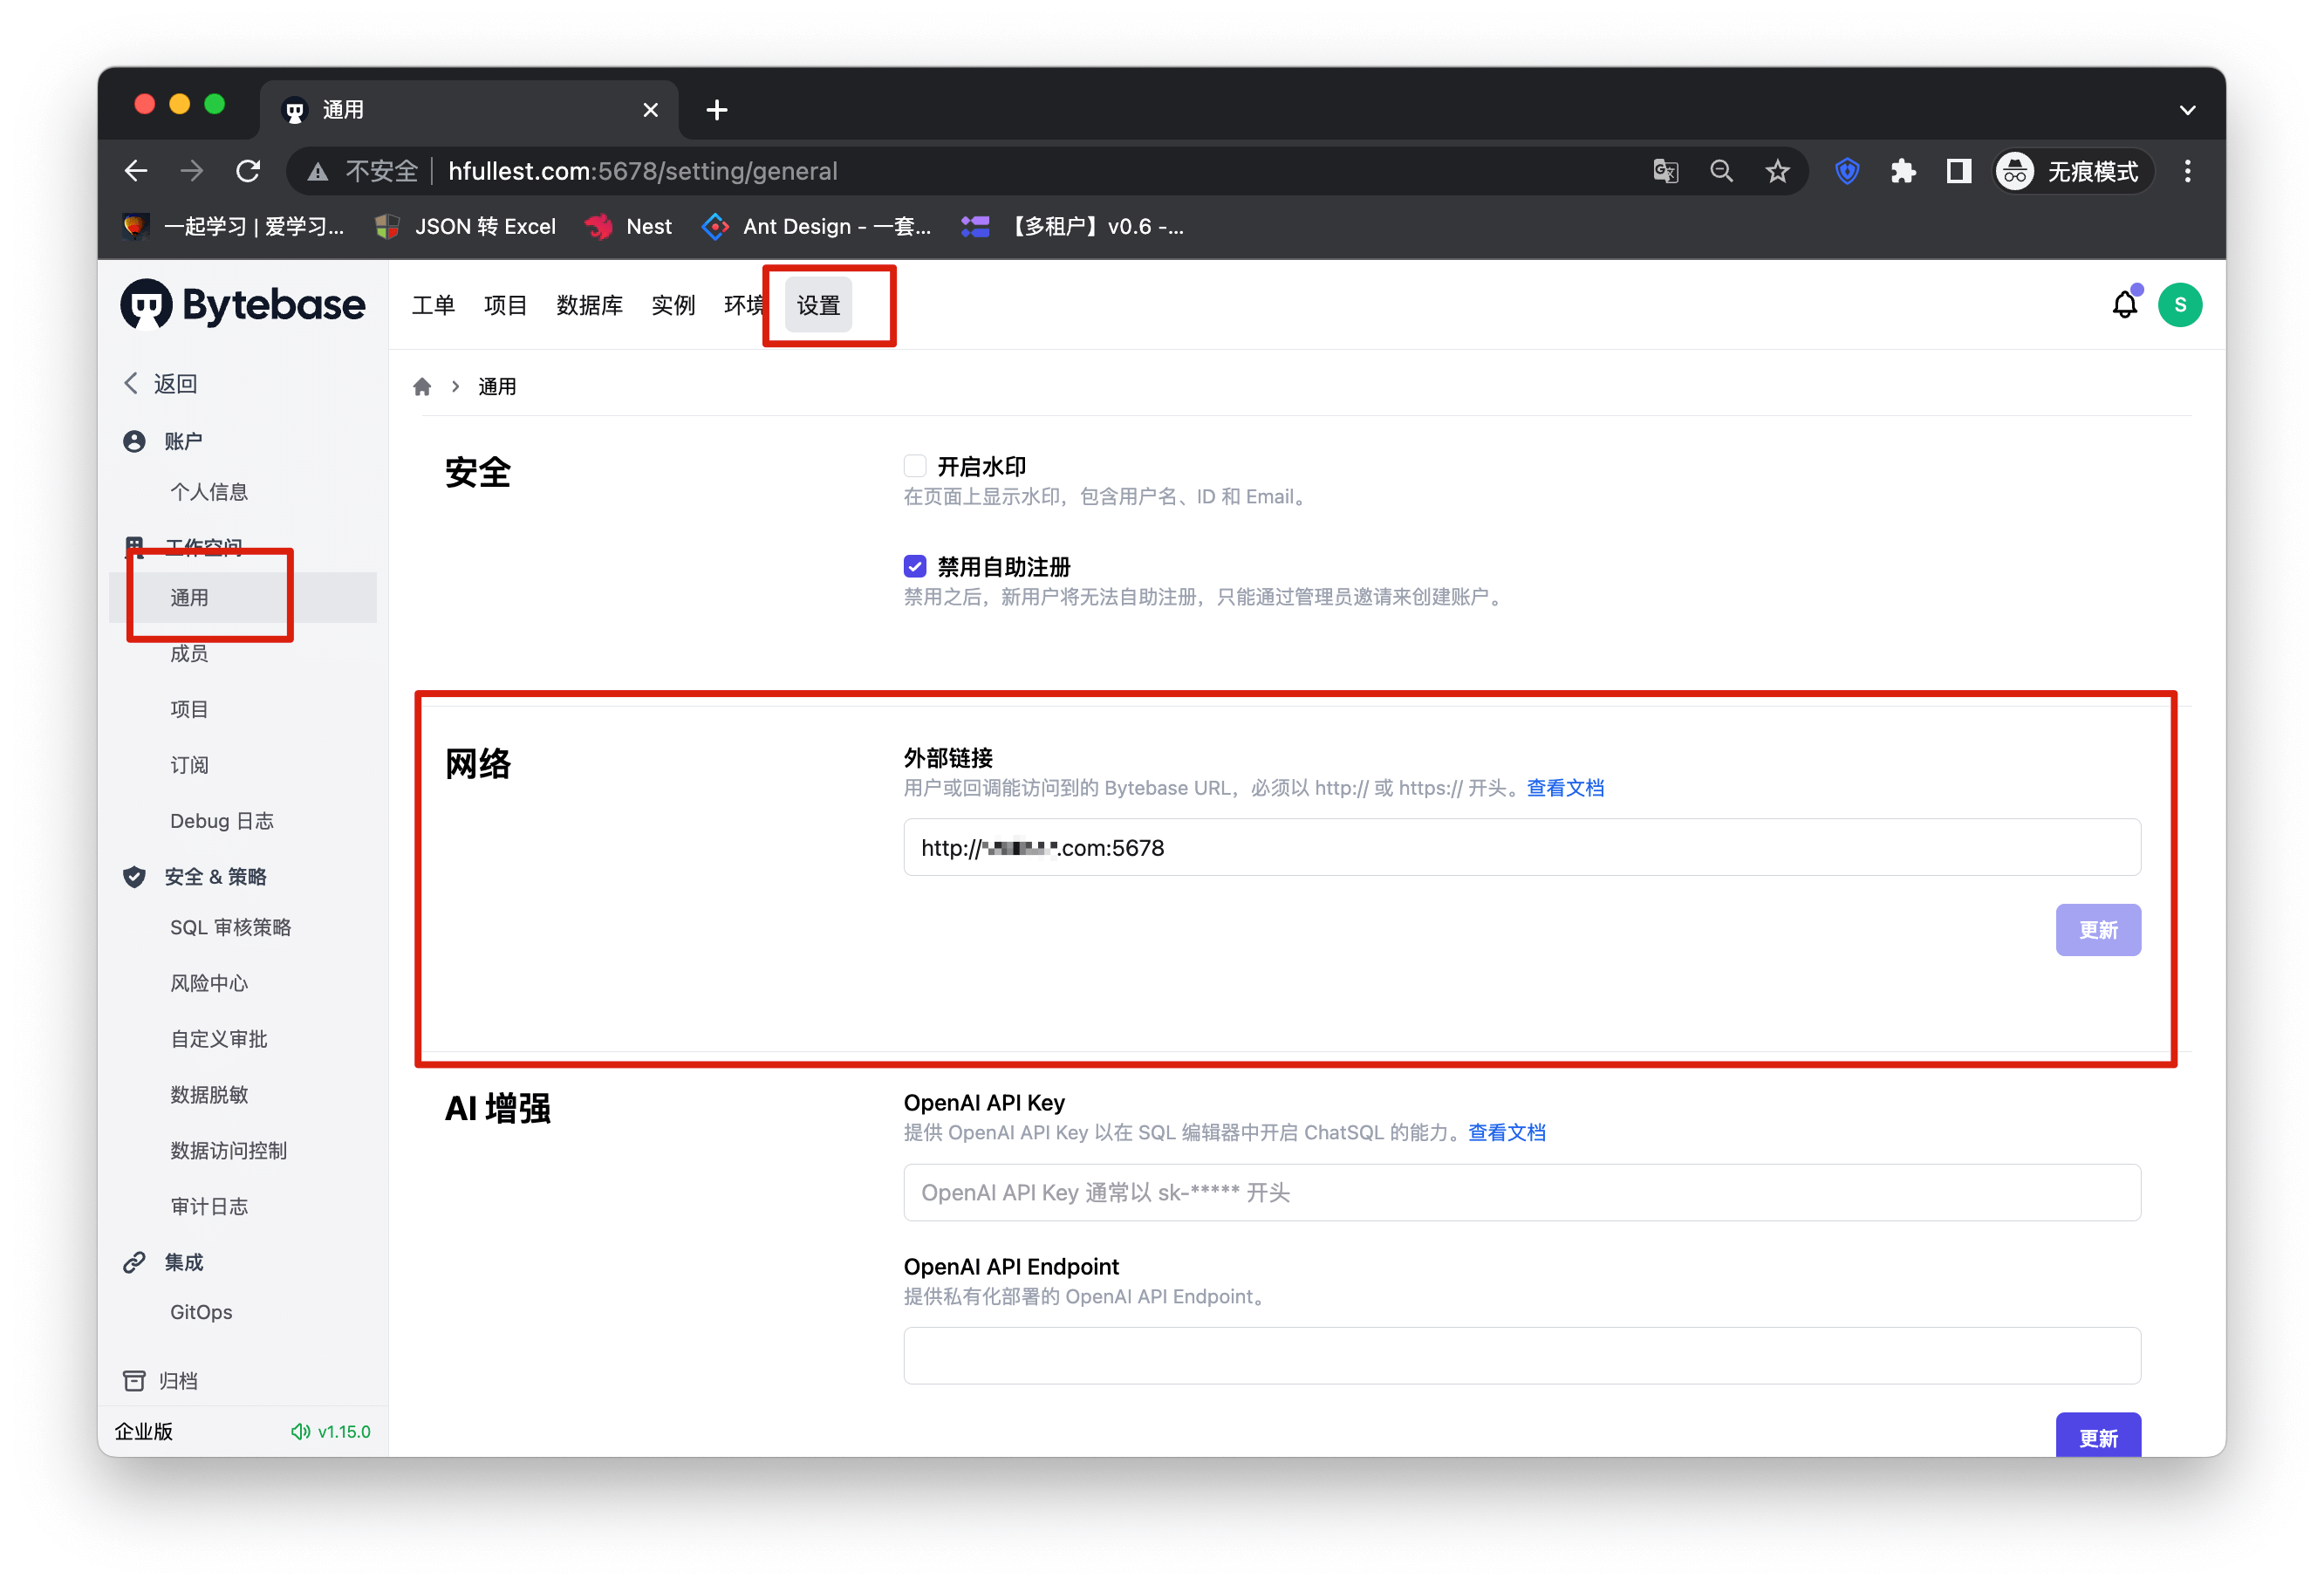 通用
不安全 | hfullest.com:5678/setting/general
无痕模式
一起学习 | 爱学习...
JSON 转 Excel
Nest
Ant Design - 一套...
【多租户】v0.6 -...
Bytebase
工单
项目
数据库
实例
环境
设置
S
返回
账户
个人信息
工作空间
通用
成员
项目
订阅
Debug 日志
安全 & 策略
SQL 审核策略
风险中心
自定义审批
数据脱敏
数据访问控制
审计日志
集成
GitOps
归档
企业版
v1.15.0
通用
安全
开启水印
在页面上显示水印，包含用户名、ID 和 Email。
禁用自助注册
禁用之后，新用户将无法自助注册，只能通过管理员邀请来创建账户。
网络
外部链接
用户或回调能访问到的 Bytebase URL，必须以 http:// 或 https:// 开头。查看文档
http://.com:5678
更新
AI 增强
OpenAI API Key
提供 OpenAI API Key 以在 SQL 编辑器中开启 ChatSQL 的能力。查看文档
OpenAI API Key 通常以 sk-***** 开头
OpenAI API Endpoint
提供私有化部署的 OpenAI API Endpoint。
更新